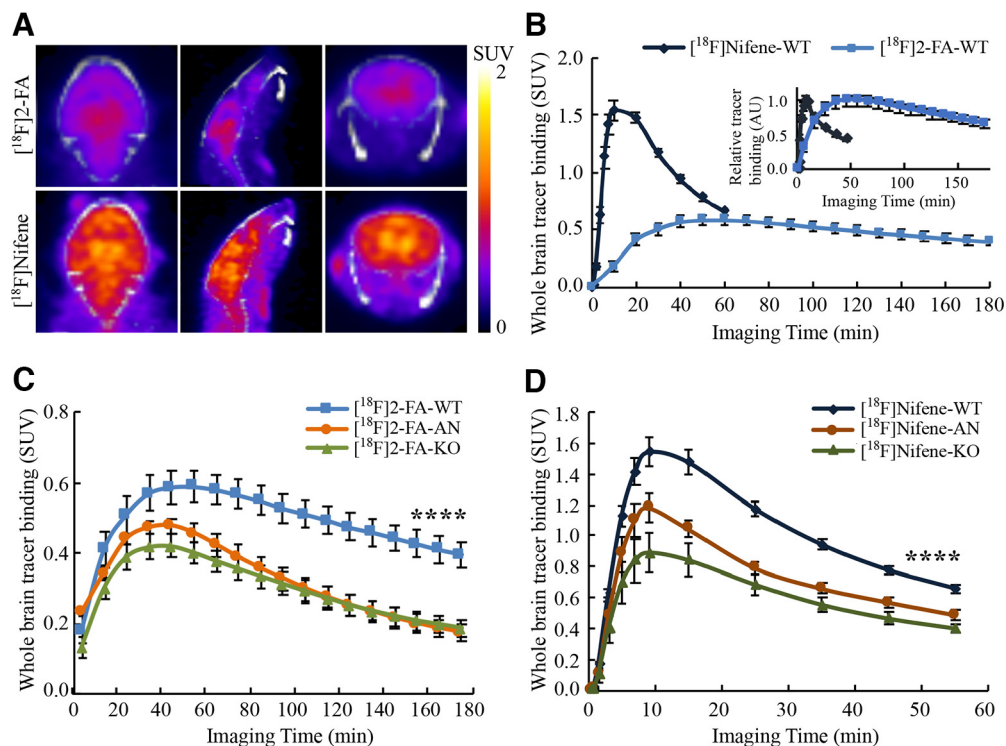 A
SUV
2
0
[¹⁸F]2-FA
[¹⁸F]Nifene
B
[¹⁸F]Nifene-WT
[¹⁸F]2-FA-WT
Whole brain tracer binding (SUV)
2.0
1.5
1.0
0.5
0.0
0 20 40 60 80 100 120 140 160 180
Imaging Time (min)
Relative tracer
binding (AU)
1.0
0.5
0.0
0 50 100 150
Imaging Time (min)
C
[¹⁸F]2-FA-WT
[¹⁸F]2-FA-AN
[¹⁸F]2-FA-KO
Whole brain tracer binding (SUV)
0.8
0.6
0.4
0.2
0.0
****
0 20 40 60 80 100 120 140 160 180
Imaging Time (min)
D
[¹⁸F]Nifene-WT
[¹⁸F]Nifene-AN
[¹⁸F]Nifene-KO
Whole brain tracer binding (SUV)
1.8
1.6
1.4
1.2
1.0
0.8
0.6
0.4
0.2
0.0
****
0 10 20 30 40 50 60
Imaging Time (min)